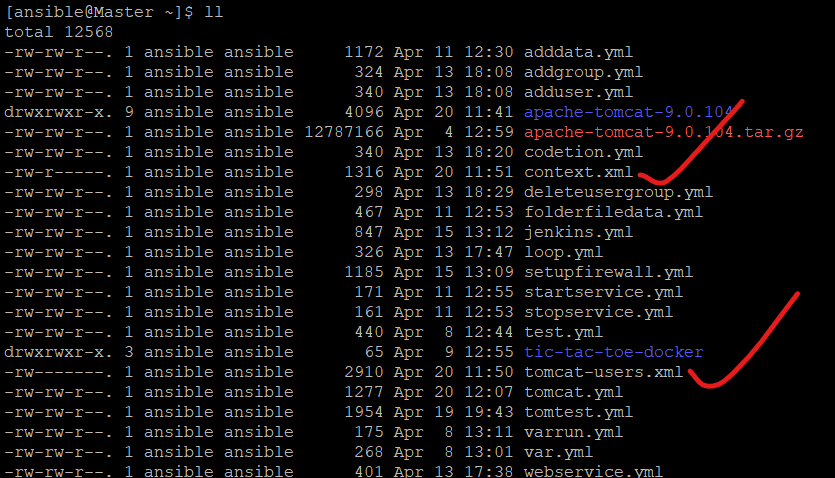 [ansible@Master ~]$ ll
total 12568
-rw-rw-r--. 1 ansible ansible     1172 Apr 11 12:30 adddata.yml
-rw-rw-r--. 1 ansible ansible      324 Apr 13 18:08 addgroup.yml
-rw-rw-r--. 1 ansible ansible      340 Apr 13 18:08 adduser.yml
drwxrwxr-x. 9 ansible ansible     4096 Apr 20 11:41 apache-tomcat-9.0.104
-rw-rw-r--. 1 ansible ansible 12787166 Apr  4 12:59 apache-tomcat-9.0.104.tar.gz
-rw-rw-r--. 1 ansible ansible      340 Apr 13 18:20 codetion.yml
-rw-r-----. 1 ansible ansible     1316 Apr 20 11:51 context.xml
-rw-rw-r--. 1 ansible ansible      298 Apr 13 18:29 deleteusergroup.yml
-rw-rw-r--. 1 ansible ansible      467 Apr 11 12:53 folderfiledata.yml
-rw-rw-r--. 1 ansible ansible      847 Apr 15 13:12 jenkins.yml
-rw-rw-r--. 1 ansible ansible      326 Apr 13 17:47 loop.yml
-rw-rw-r--. 1 ansible ansible     1185 Apr 15 13:09 setupfirewall.yml
-rw-rw-r--. 1 ansible ansible      171 Apr 11 12:55 startservice.yml
-rw-rw-r--. 1 ansible ansible      161 Apr 11 12:53 stopservice.yml
-rw-rw-r--. 1 ansible ansible      440 Apr  8 12:44 test.yml
drwxrwxr-x. 3 ansible ansible       65 Apr  9 12:55 tic-tac-toe-docker
-rw-------. 1 ansible ansible     2910 Apr 20 11:50 tomcat-users.xml
-rw-rw-r--. 1 ansible ansible     1277 Apr 20 12:07 tomcat.yml
-rw-rw-r--. 1 ansible ansible     1954 Apr 19 19:43 tomtest.yml
-rw-rw-r--. 1 ansible ansible      175 Apr  8 13:11 varrun.yml
-rw-rw-r--. 1 ansible ansible      268 Apr  8 13:01 var.yml
-rw-rw-r--. 1 ansible ansible      401 Apr 13 17:38 webservice.yml